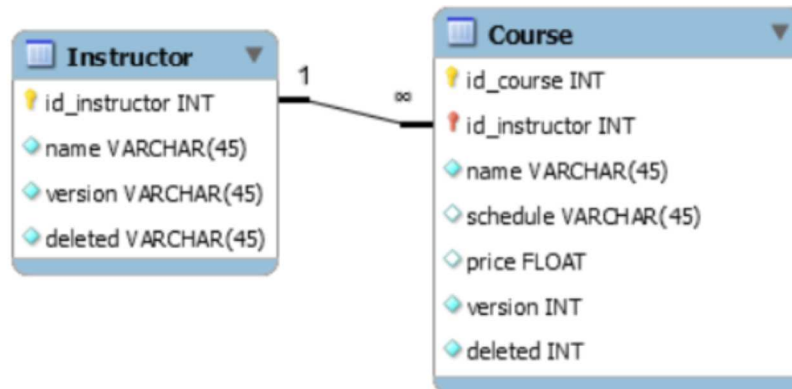 Instructor
id_instructor INT
name VARCHAR(45)
version VARCHAR(45)
deleted VARCHAR(45)
1
∞
Course
id_course INT
id_instructor INT
name VARCHAR(45)
schedule VARCHAR(45)
price FLOAT
version INT
deleted INT